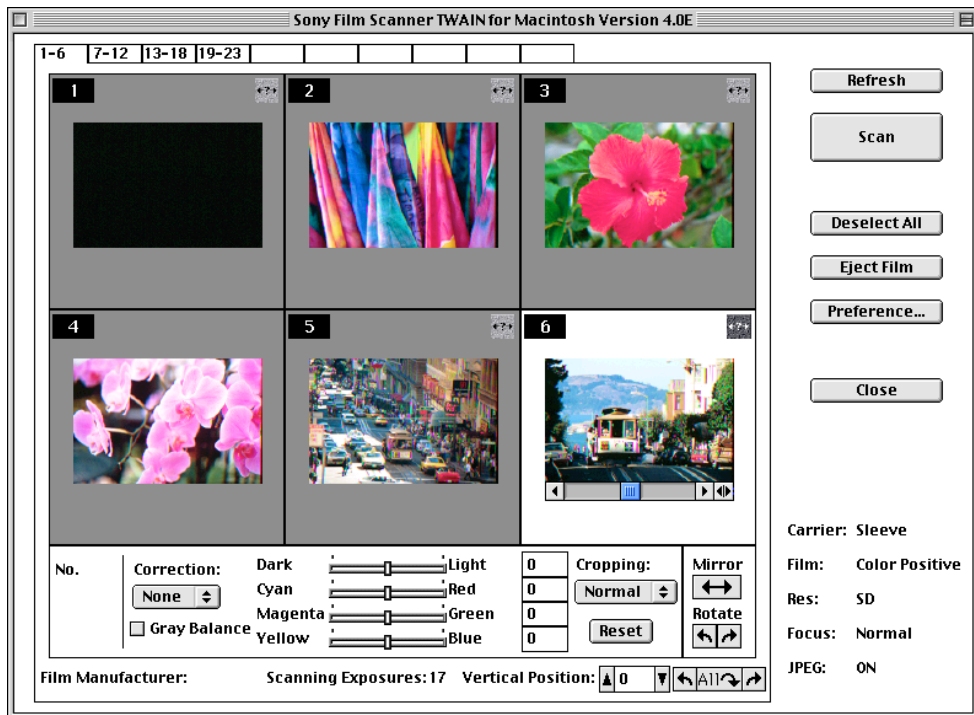 Sony Film Scanner TWAIN for Macintosh Version 4.0E
1-6 7-12 13-18 19-23
1 2 3
4 5 6
Refresh
Scan
Deselect All
Eject Film
Preference...
Close
Carrier: Sleeve
Film: Color Positive
Res: SD
Focus: Normal
JPEG: ON
No.
Correction:
None
Gray Balance
Dark Light 0
Cyan Red 0
Magenta Green 0
Yellow Blue 0
Cropping:
Normal
Reset
Mirror
Rotate
Film Manufacturer: Scanning Exposures: 17 Vertical Position: 0 All